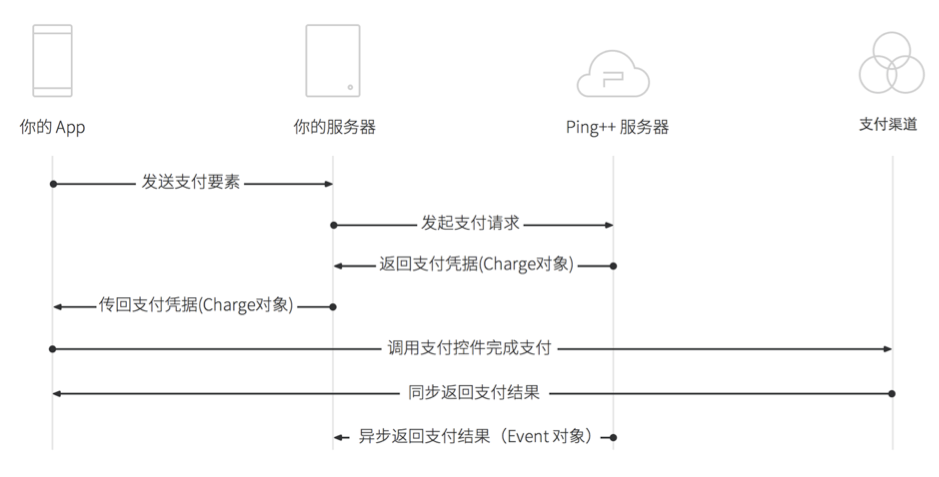 你的 App
你的服务器
Ping++ 服务器
支付渠道
发送支付要素
发起支付请求
返回支付凭据(Charge对象)
传回支付凭据(Charge对象)
调用支付控件完成支付
同步返回支付结果
异步返回支付结果（Event 对象）